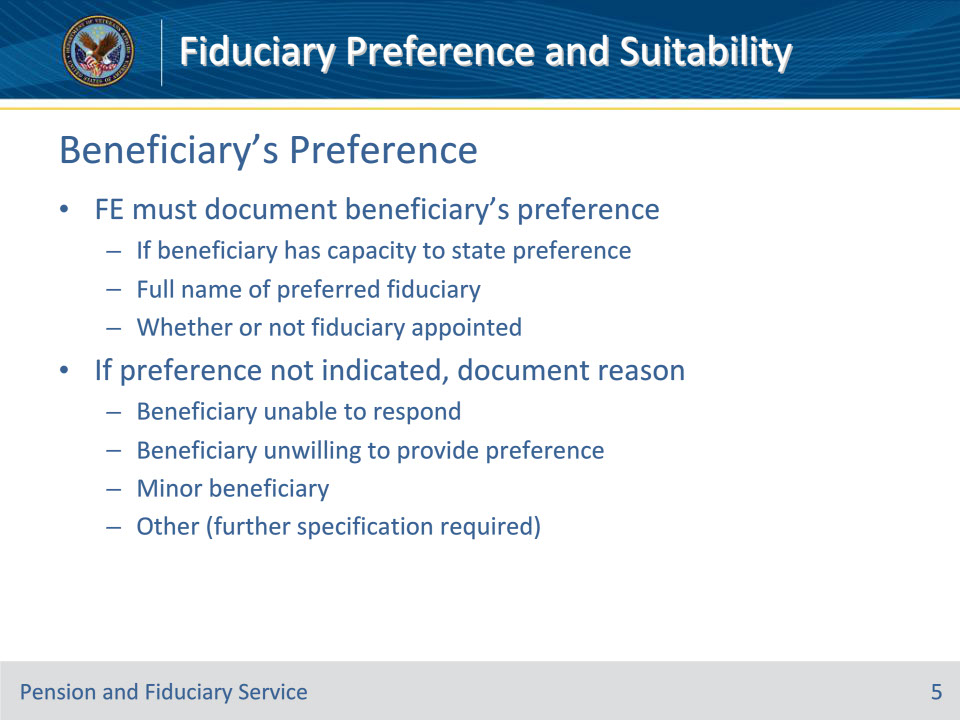 Fiduciary Preference and Suitability
Beneficiary’s Preference
• FE must document beneficiary’s preference
– If beneficiary has capacity to state preference
– Full name of preferred fiduciary
– Whether or not fiduciary appointed
• If preference not indicated, document reason
– Beneficiary unable to respond
– Beneficiary unwilling to provide preference
– Minor beneficiary
– Other (further specification required)
Pension and Fiduciary Service
5